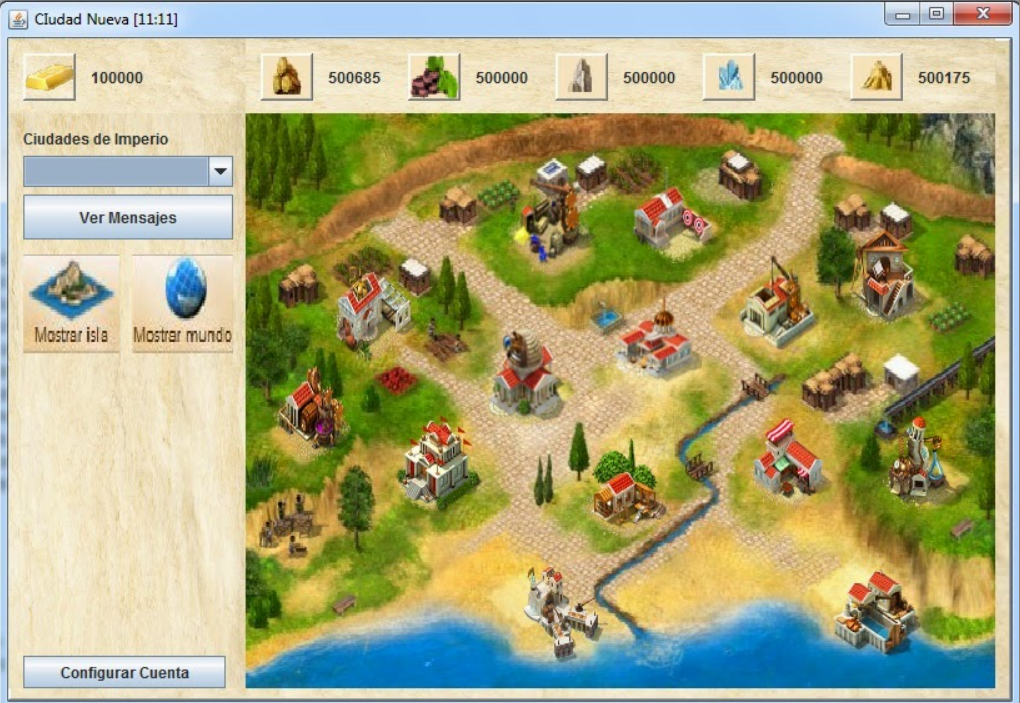 CIudad Nueva [11:11]
100000
500685
500000
500000
500000
500175
Ciudades de Imperio
Ver Mensajes
Mostrar isla
Mostrar mundo
Configurar Cuenta